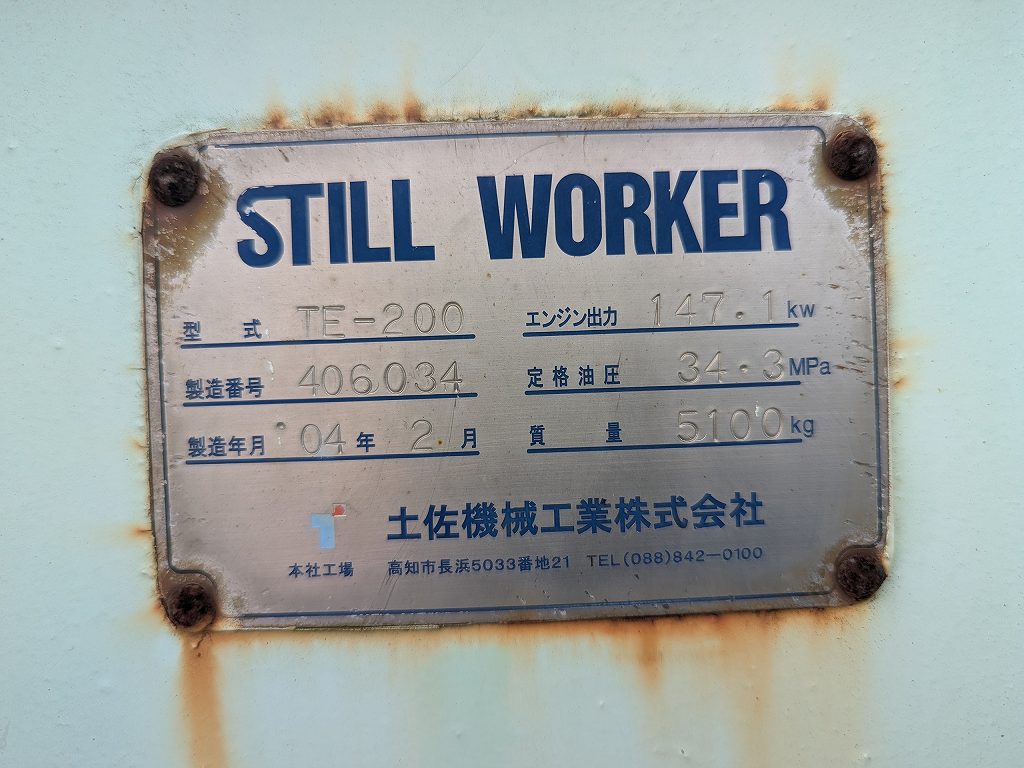 STILL WORKER
型 式 TE-200 エンジン出力 147.1 kw
製造番号 406034 定格油圧 34.3 MPa
製造年月 '04 年 2 月 質 量 5100 kg
土佐機械工業株式会社
本社工場 高知市長浜5033番地21 TEL(088)842-0100